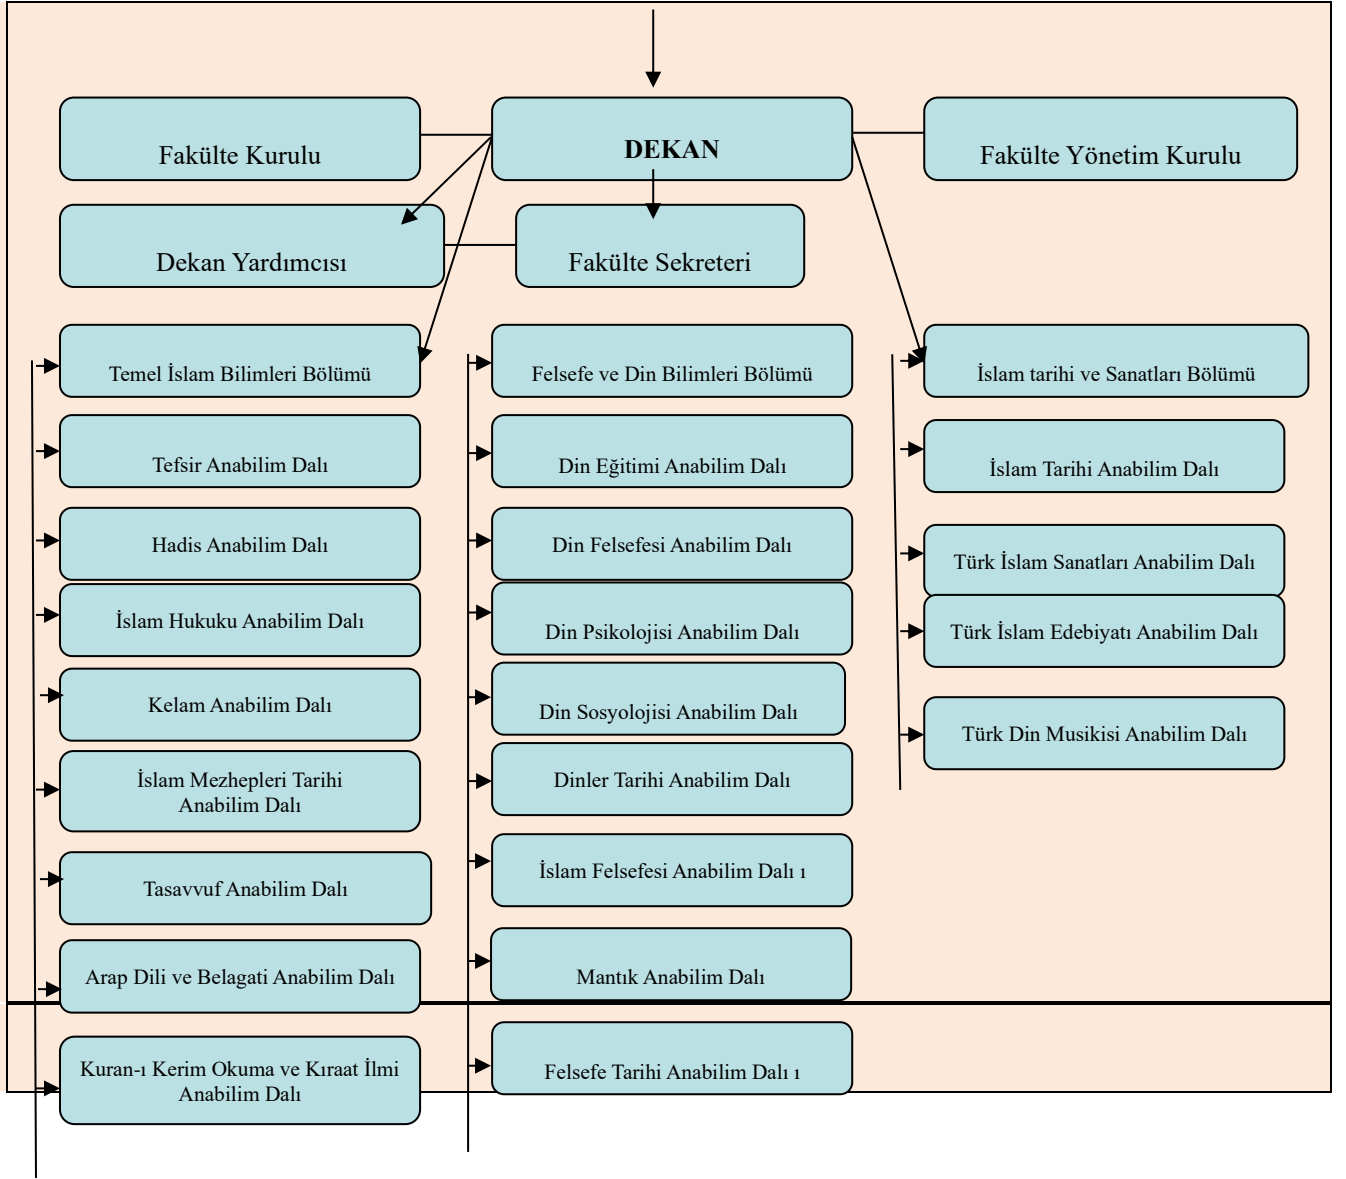 Fakülte Kurulu
DEKAN
Fakülte Yönetim Kurulu
Dekan Yardımcısı
Fakülte Sekreteri
Temel İslam Bilimleri Bölümü
Tefsir Anabilim Dalı
Hadis Anabilim Dalı
İslam Hukuku Anabilim Dalı
Kelam Anabilim Dalı
İslam Mezhepleri Tarihi
Anabilim Dalı
Tasavvuf Anabilim Dalı
Arap Dili ve Belagati Anabilim Dalı
Kuran-ı Kerim Okuma ve Kıraat İlmi
Anabilim Dalı
Felsefe ve Din Bilimleri Bölümü
Din Eğitimi Anabilim Dalı
Din Felsefesi Anabilim Dalı
Din Psikolojisi Anabilim Dalı
Din Sosyolojisi Anabilim Dalı
Dinler Tarihi Anabilim Dalı
İslam Felsefesi Anabilim Dalı ı
Mantık Anabilim Dalı
Felsefe Tarihi Anabilim Dalı ı
İslam tarihi ve Sanatları Bölümü
İslam Tarihi Anabilim Dalı
Türk İslam Sanatları Anabilim Dalı
Türk İslam Edebiyatı Anabilim Dalı
Türk Din Musikisi Anabilim Dalı